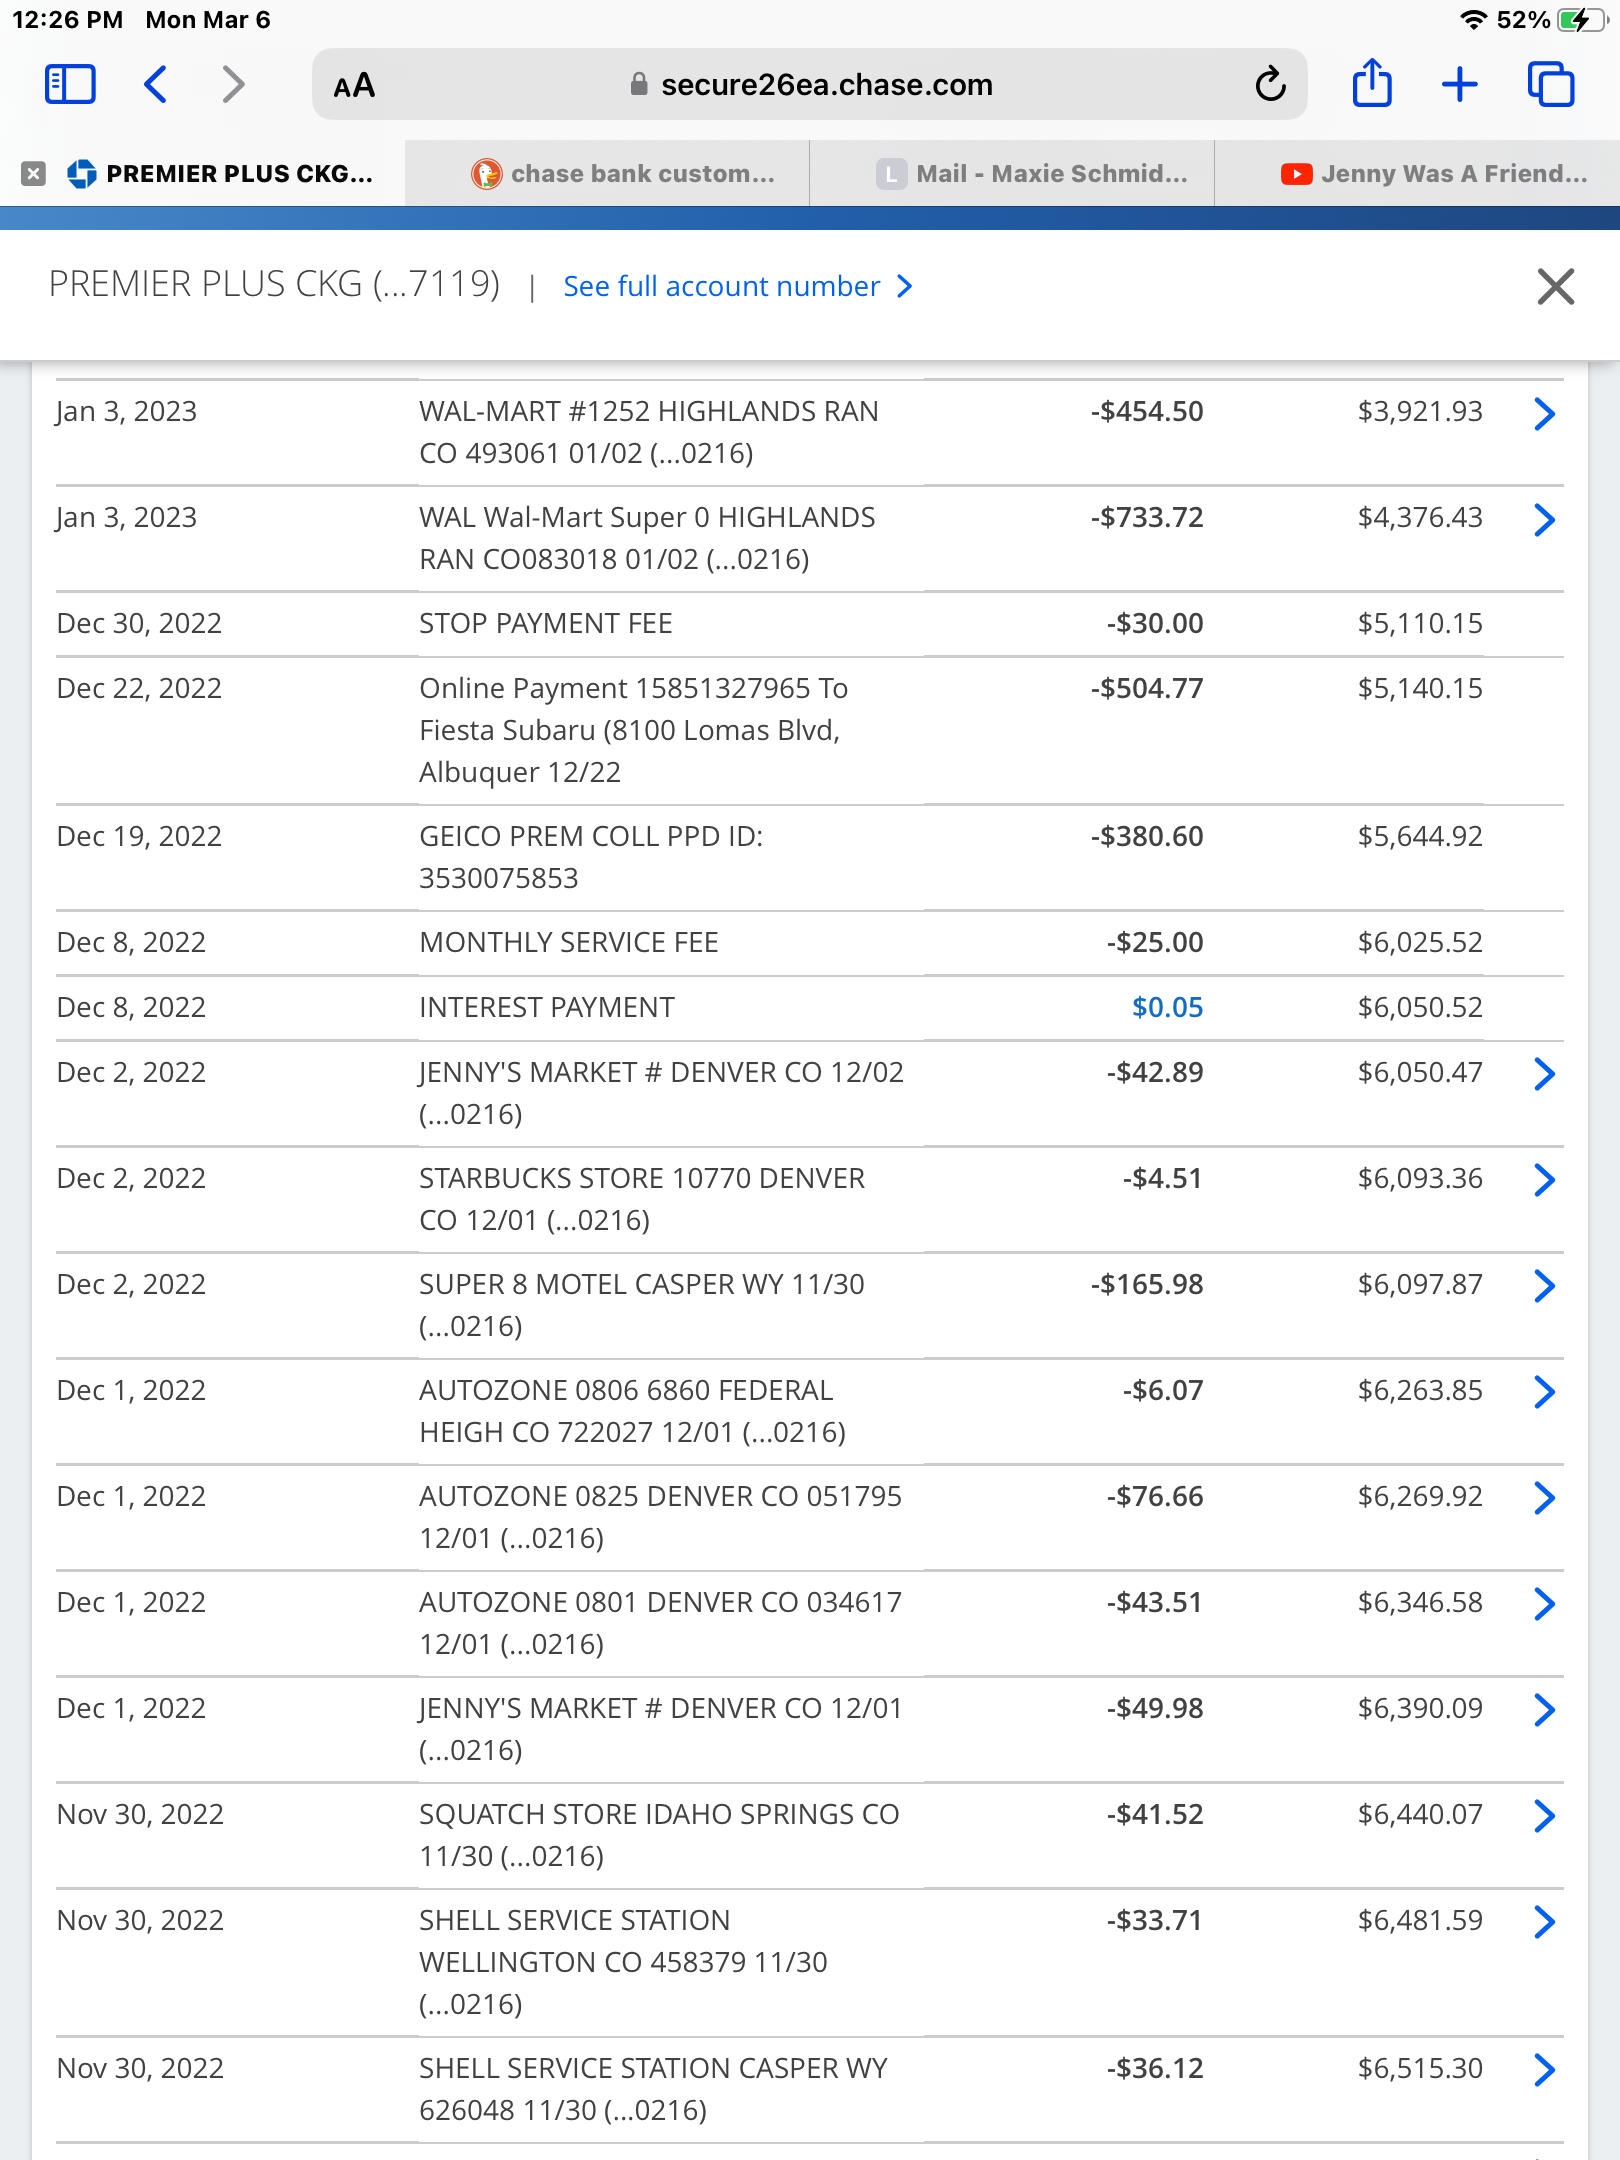 12:26 PM Mon Mar 6 52%
AA secure26ea.chase.com
PREMIER PLUS CKG... chase bank custom... L Mail - Maxie Schmid... Jenny Was A Friend...
PREMIER PLUS CKG (...7119) | See full account number
Jan 3, 2023 WAL-MART #1252 HIGHLANDS RAN -$454.50 $3,921.93
CO 493061 01/02 (...0216)
Jan 3, 2023 WAL Wal-Mart Super 0 HIGHLANDS -$733.72 $4,376.43
RAN CO083018 01/02 (...0216)
Dec 30, 2022 STOP PAYMENT FEE -$30.00 $5,110.15
Dec 22, 2022 Online Payment 15851327965 To -$504.77 $5,140.15
Fiesta Subaru (8100 Lomas Blvd,
Albuquer 12/22
Dec 19, 2022 GEICO PREM COLL PPD ID: -$380.60 $5,644.92
3530075853
Dec 8, 2022 MONTHLY SERVICE FEE -$25.00 $6,025.52
Dec 8, 2022 INTEREST PAYMENT $0.05 $6,050.52
Dec 2, 2022 JENNY'S MARKET # DENVER CO 12/02 -$42.89 $6,050.47
(...0216)
Dec 2, 2022 STARBUCKS STORE 10770 DENVER -$4.51 $6,093.36
CO 12/01 (...0216)
Dec 2, 2022 SUPER 8 MOTEL CASPER WY 11/30 -$165.98 $6,097.87
(...0216)
Dec 1, 2022 AUTOZONE 0806 6860 FEDERAL -$6.07 $6,263.85
HEIGH CO 722027 12/01 (...0216)
Dec 1, 2022 AUTOZONE 0825 DENVER CO 051795 -$76.66 $6,269.92
12/01 (...0216)
Dec 1, 2022 AUTOZONE 0801 DENVER CO 034617 -$43.51 $6,346.58
12/01 (...0216)
Dec 1, 2022 JENNY'S MARKET # DENVER CO 12/01 -$49.98 $6,390.09
(...0216)
Nov 30, 2022 SQUATCH STORE IDAHO SPRINGS CO -$41.52 $6,440.07
11/30 (...0216)
Nov 30, 2022 SHELL SERVICE STATION -$33.71 $6,481.59
WELLINGTON CO 458379 11/30
(...0216)
Nov 30, 2022 SHELL SERVICE STATION CASPER WY -$36.12 $6,515.30
626048 11/30 (...0216)